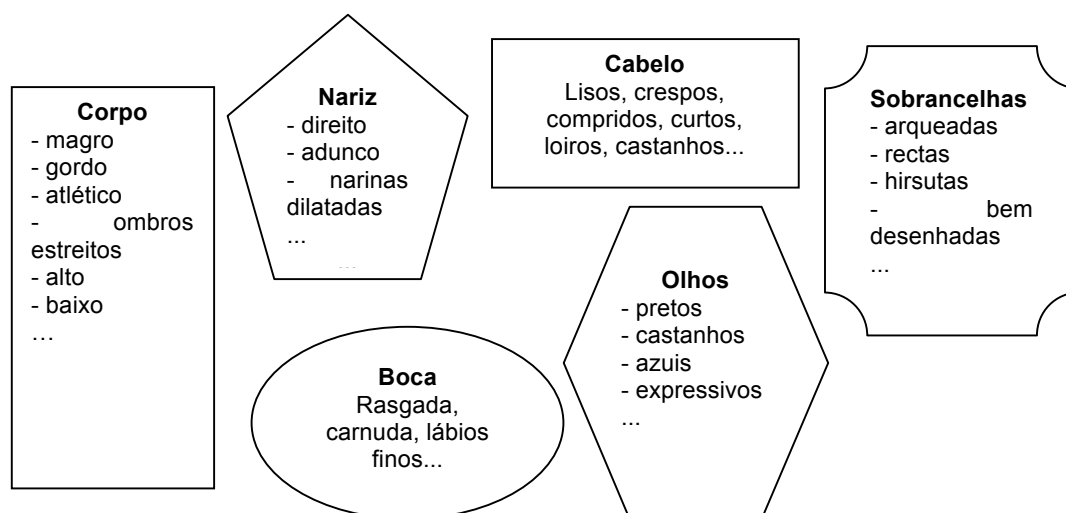 Corpo
- magro
- gordo
- atlético
- ombros
estreitos
- alto
- baixo
…
Nariz
- direito
- adunco
- narinas
dilatadas
...
...
Cabelo
Lisos, crespos,
compridos, curtos,
loiros, castanhos...
Sobrancelhas
- arqueadas
- rectas
- hirsutas
- bem
desenhadas
...
Boca
Rasgada,
carnuda, lábios
finos...
Olhos
- pretos
- castanhos
- azuis
- expressivos
...